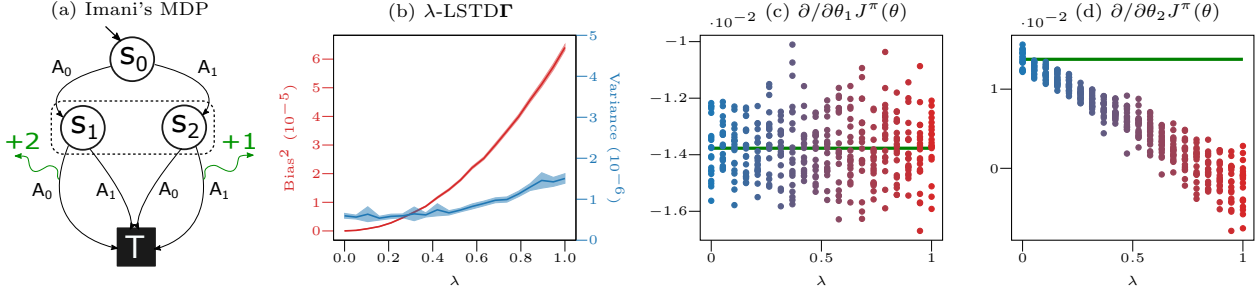 (a) Imani's MDP
S0
A0
A1
S1
S2
+2
+1
A0
A1
A0
A1
T
(b) λ-LSTDΓ
Bias² (10⁻⁵)
6
5
4
3
2
1
0
Variance (10⁻⁶)
5
4
3
2
1
0
0.0 0.2 0.4 0.6 0.8 1.0
λ
·10⁻² (c) ∂/∂θ₁J^π(θ)
−1
−1.2
−1.4
−1.6
0 0.5 1
λ
·10⁻² (d) ∂/∂θ₂J^π(θ)
1
0
0 0.5 1
λ